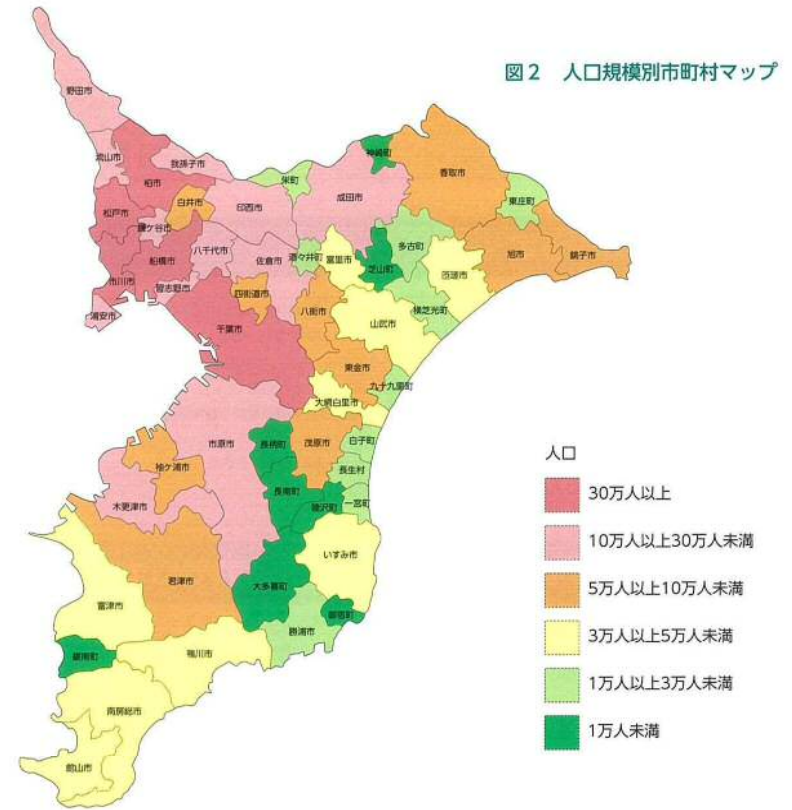 図2 人口規模別市町村マップ
野田市
流山市
我孫子市
柏市
松戸市
鎌ケ谷市
白井市
印西市
栄町
成田市
神崎町
香取市
東庄町
船橋市
八千代市
佐倉市
酒々井町
富里市
芝山町
多古町
匝瑳市
旭市
銚子市
市川市
習志野市
四街道市
浦安市
千葉市
八街市
山武市
横芝光町
東金市
九十九里町
大網白里市
市原市
長柄町
茂原市
白子町
袖ケ浦市
長生村
長南町
木更津市
睦沢町
一宮町
いすみ市
君津市
大多喜町
富津市
御宿町
勝浦市
鋸南町
鴨川市
南房総市
館山市
人口
30万人以上
10万人以上30万人未満
5万人以上10万人未満
3万人以上5万人未満
1万人以上3万人未満
1万人未満